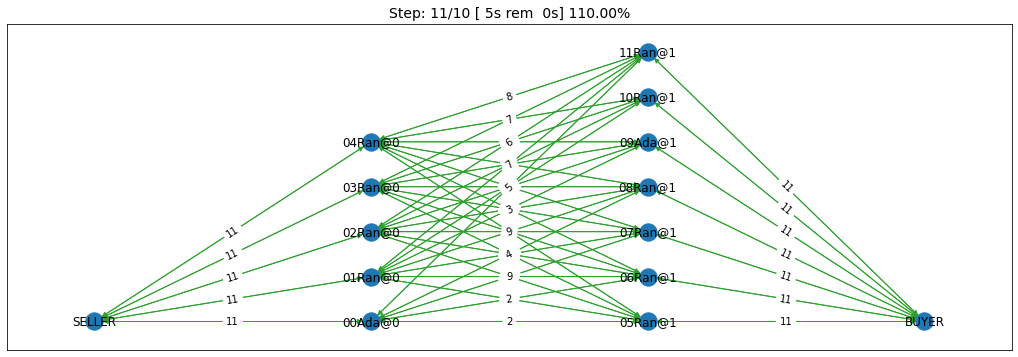 Step: 11/10 [ 5s rem  0s] 110.00%
11Ran@1
10Ran@1
8
7
04Ran@0
6
09Ada@1
7
03Ran@0
5
08Ran@1
11
3
11
11
02Ran@0
9
07Ran@1
11
11
4
11
11
01Ran@0
9
06Ran@1
11
11
2
11
SELLER
11
00Ada@0
2
05Ran@1
11
BUYER